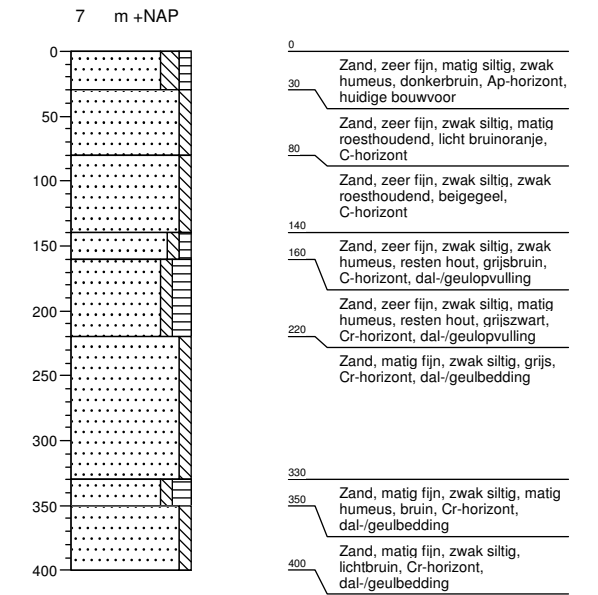 7 m +NAP
0
50
100
150
200
250
300
350
400
0
Zand, zeer fijn, matig siltig, zwak
humeus, donkerbruin, Ap-horizont,
huidige bouwvoor
30
Zand, zeer fijn, zwak siltig, matig
roesthoudend, licht bruinoranje,
C-horizont
80
Zand, zeer fijn, zwak siltig, zwak
roesthoudend, beigegeel,
C-horizont
140
Zand, zeer fijn, zwak siltig, zwak
humeus, resten hout, grijsbruin,
C-horizont, dal-/geulopvulling
160
Zand, zeer fijn, zwak siltig, matig
humeus, resten hout, grijszwart,
Cr-horizont, dal-/geulopvulling
220
Zand, matig fijn, zwak siltig, grijs,
Cr-horizont, dal-/geulbedding
330
Zand, matig fijn, zwak siltig, matig
humeus, bruin, Cr-horizont,
dal-/geulbedding
350
Zand, matig fijn, zwak siltig,
lichtbruin, Cr-horizont,
dal-/geulbedding
400